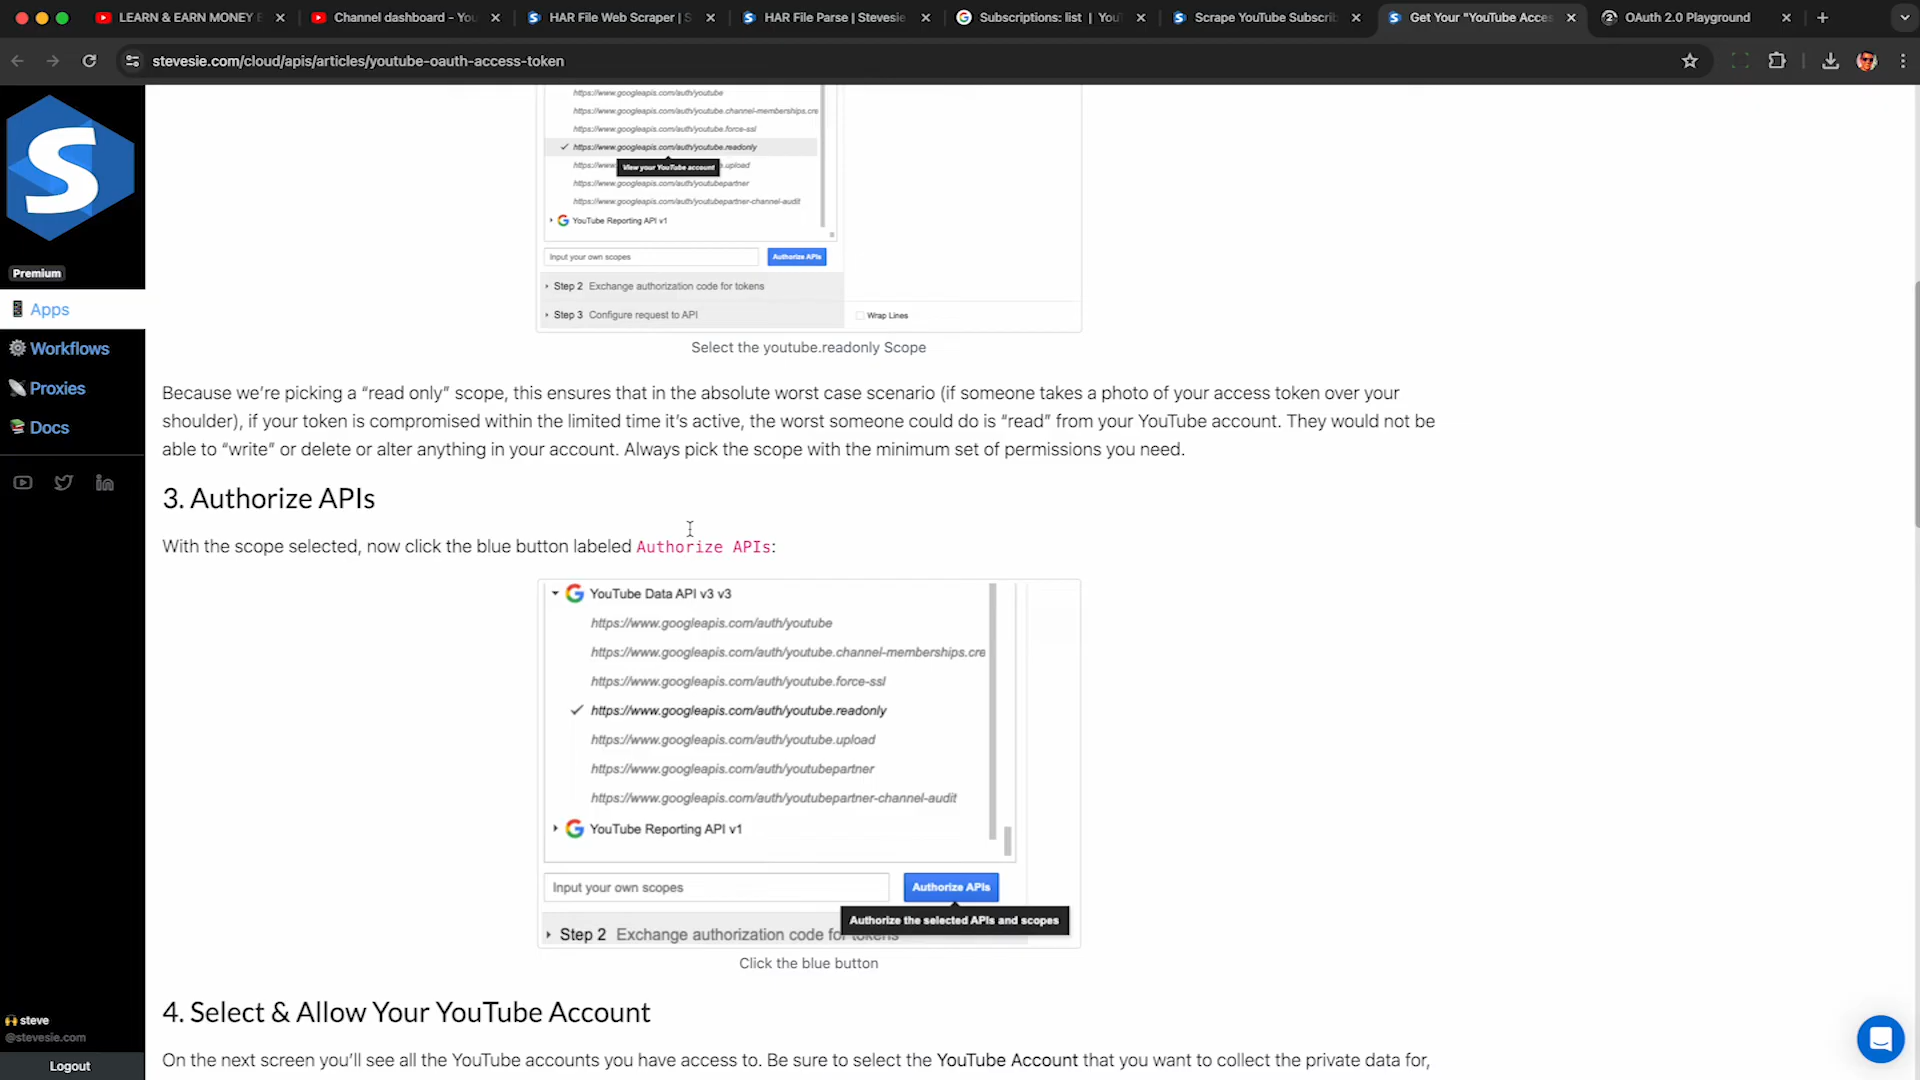 LEARN & EARN MONEY
Channel dashboard - You
HAR File Web Scraper | S
HAR File Parse | Stevesie
Subscriptions: list | You
Scrape YouTube Subscrib
Get Your "YouTube Acces
OAuth 2.0 Playground
stevesie.com/cloud/apis/articles/youtube-oauth-access-token
S
Premium
Apps
Workflows
Proxies
Docs
steve
@stevesie.com
Logout
https://www.googleapis.com/auth/youtube
https://www.googleapis.com/auth/youtube.channel-memberships.cre
https://www.googleapis.com/auth/youtube.force-ssl
https://www.googleapis.com/auth/youtube.readonly
View your YouTube account
https://ww .upload
https://www.googleapis.com/auth/youtubepartner
https://www.googleapis.com/auth/youtubepartner-channel-audit
YouTube Reporting API v1
Input your own scopes Authorize APIs
Step 2 Exchange authorization code for tokens
Step 3 Configure request to API
Wrap Lines
Select the youtube.readonly Scope
Because we’re picking a “read only” scope, this ensures that in the absolute worst case scenario (if someone takes a photo of your access token over your
shoulder), if your token is compromised within the limited time it’s active, the worst someone could do is “read” from your YouTube account. They would not be
able to “write” or delete or alter anything in your account. Always pick the scope with the minimum set of permissions you need.
3. Authorize APIs
With the scope selected, now click the blue button labeled Authorize APIs:
YouTube Data API v3 v3
https://www.googleapis.com/auth/youtube
https://www.googleapis.com/auth/youtube.channel-memberships.cre
https://www.googleapis.com/auth/youtube.force-ssl
https://www.googleapis.com/auth/youtube.readonly
https://www.googleapis.com/auth/youtube.upload
https://www.googleapis.com/auth/youtubepartner
https://www.googleapis.com/auth/youtubepartner-channel-audit
YouTube Reporting API v1
Input your own scopes Authorize APIs
Authorize the selected APIs and scopes
Step 2 Exchange authorization code for tokens
Click the blue button
4. Select & Allow Your YouTube Account
On the next screen you’ll see all the YouTube accounts you have access to. Be sure to select the YouTube Account that you want to collect the private data for,